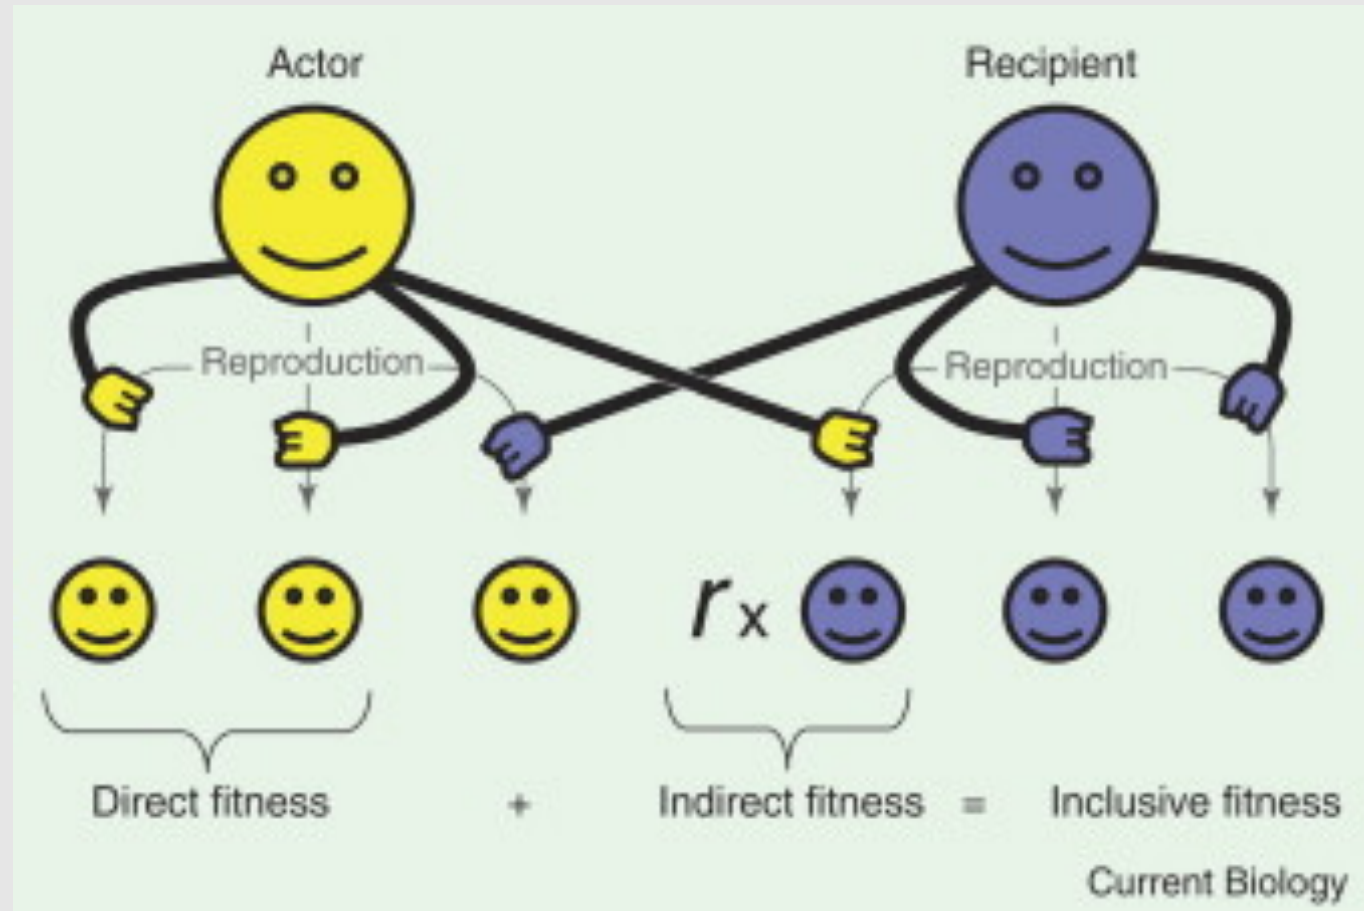 Actor
Recipient
Reproduction
Reproduction
r x
Direct fitness + Indirect fitness = Inclusive fitness
Current Biology